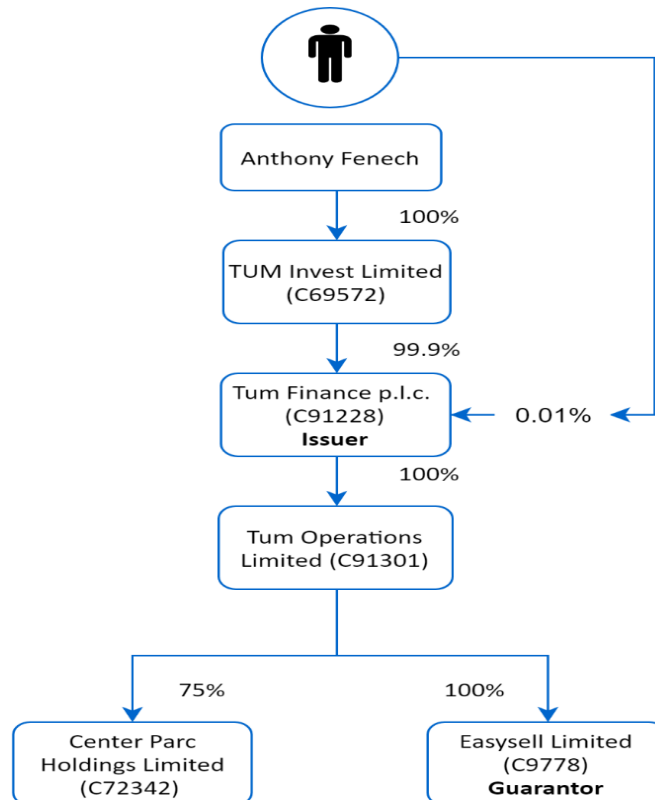 Anthony Fenech
100%
TUM Invest Limited
(C69572)
99.9%
Tum Finance p.l.c.
(C91228)
Issuer
0.01%
100%
Tum Operations
Limited (C91301)
75%
100%
Center Parc
Holdings Limited
(C72342)
Easysell Limited
(C9778)
Guarantor